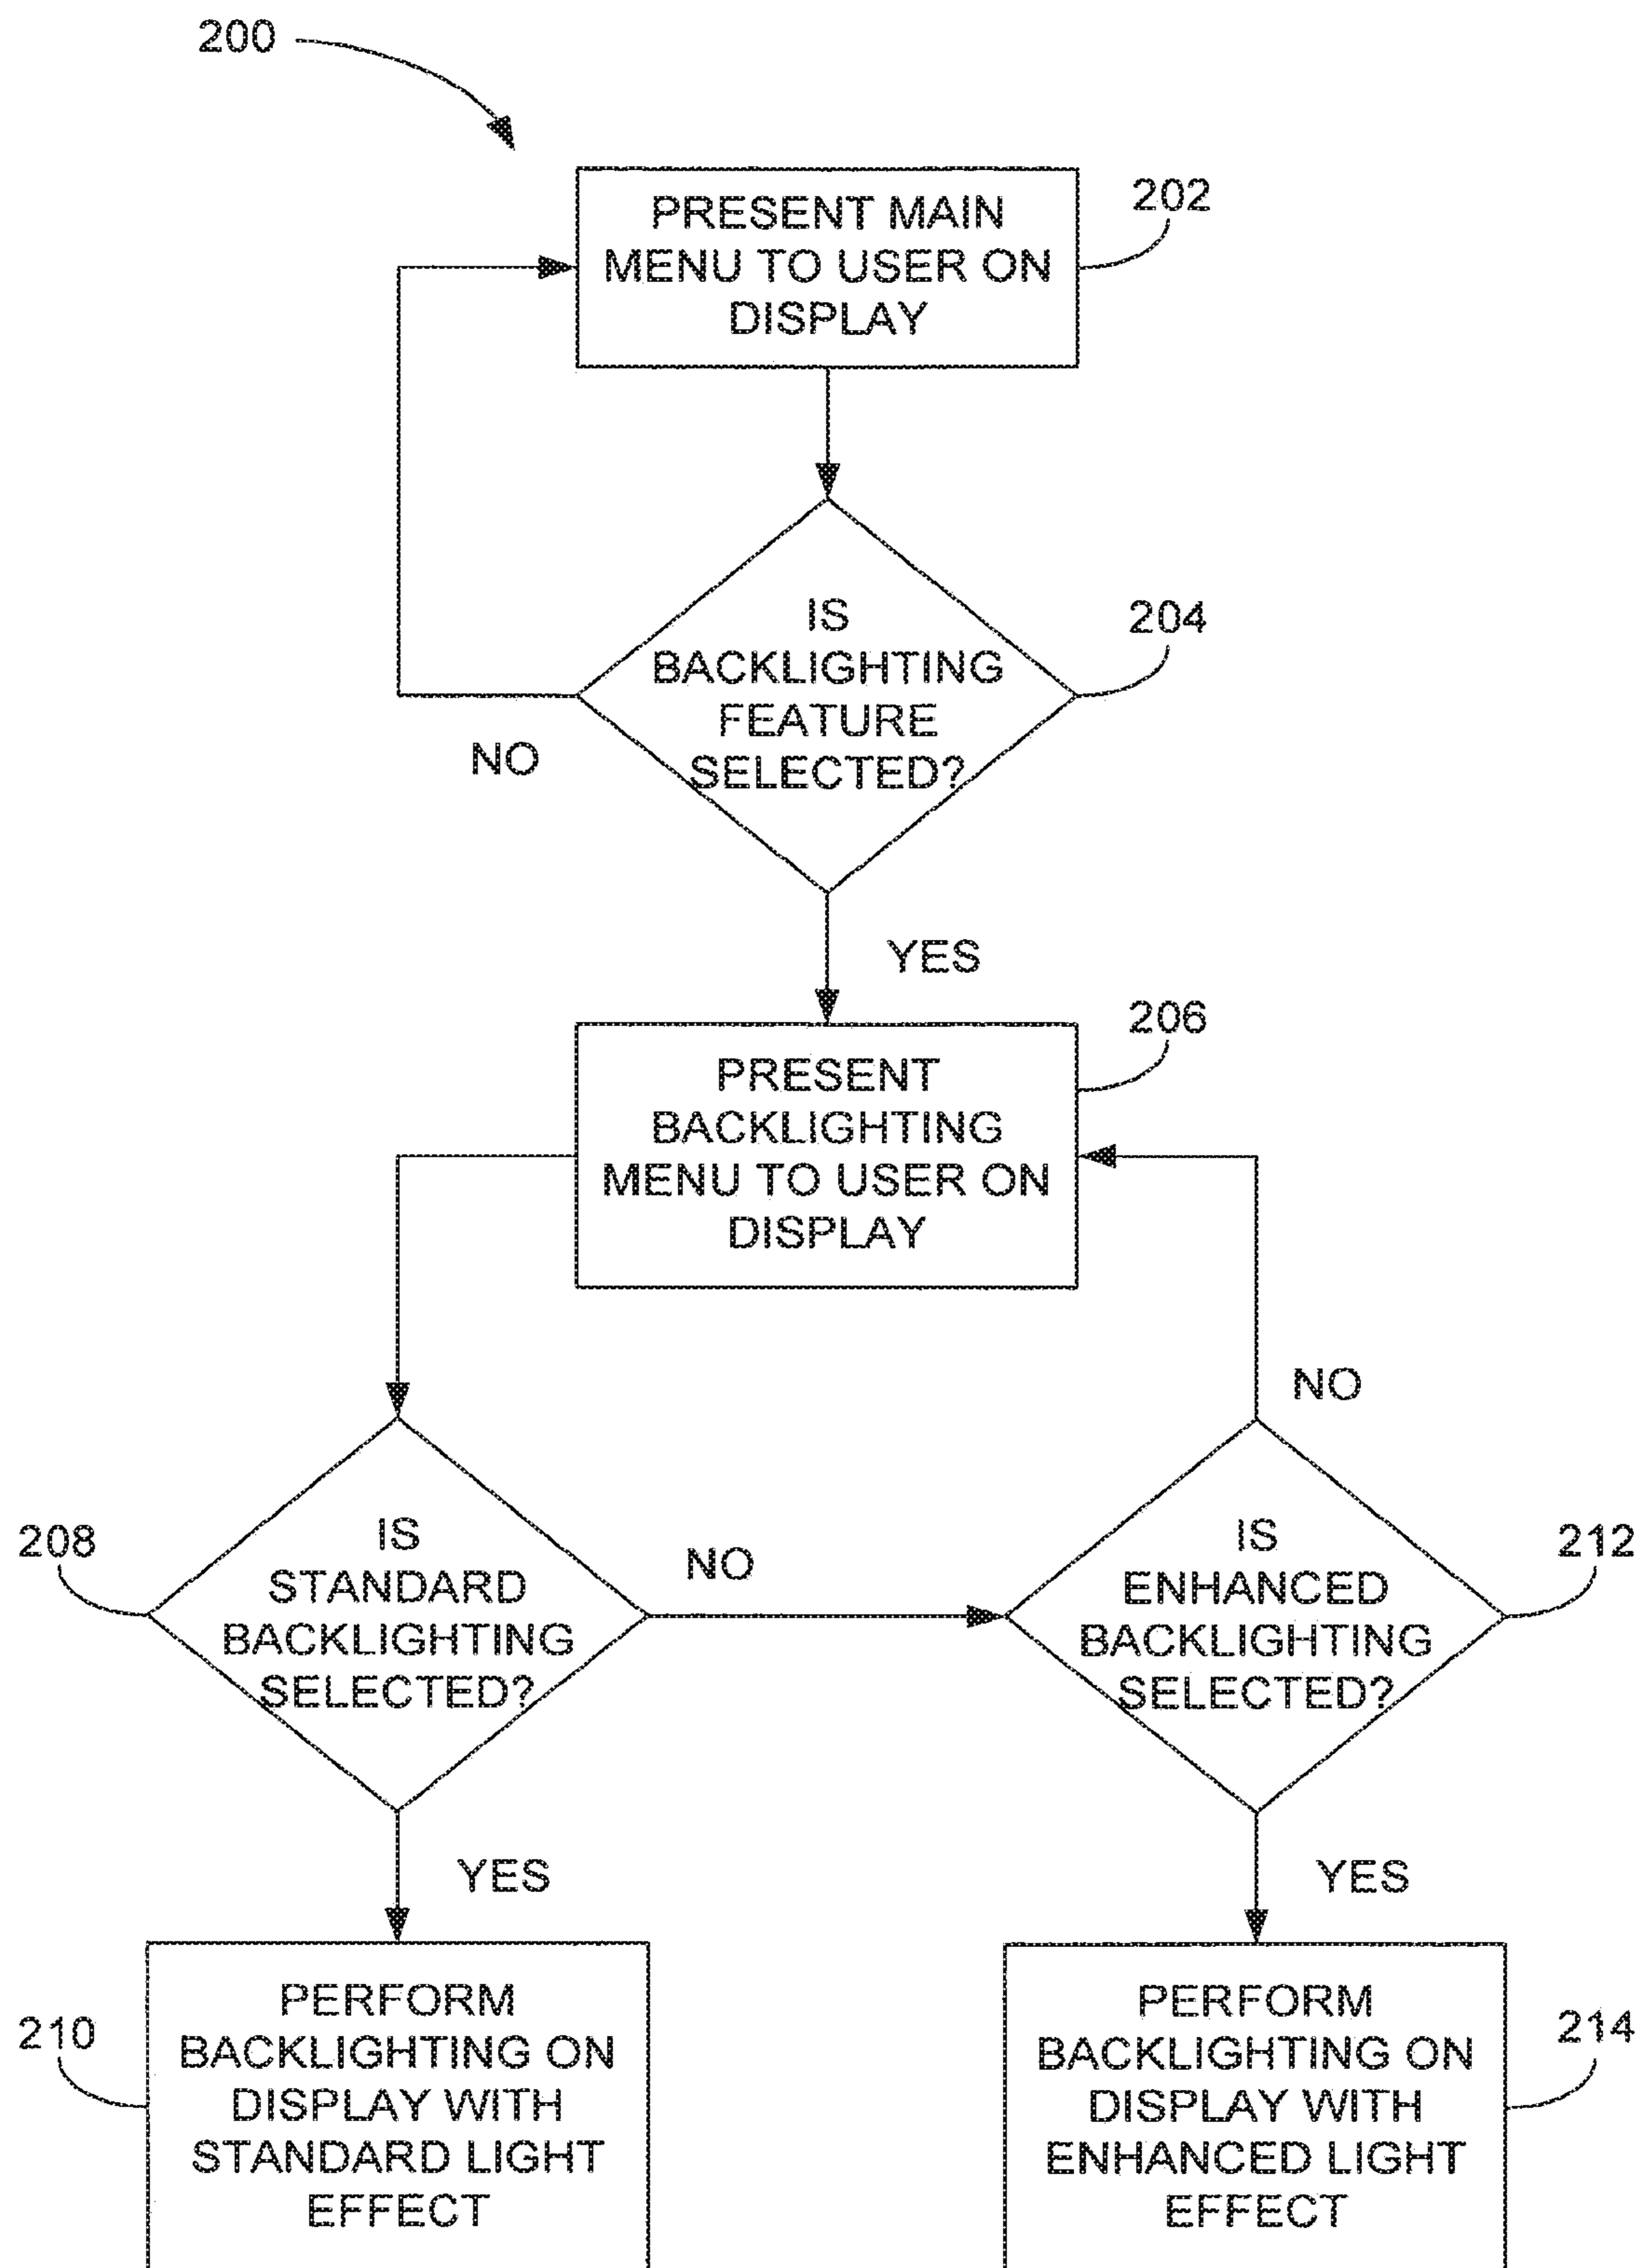 200
PRESENT MAIN
MENU TO USER ON
DISPLAY
202
IS
BACKLIGHTING
FEATURE
SELECTED?
204
NO
YES
PRESENT
BACKLIGHTING
MENU TO USER ON
DISPLAY
206
IS
STANDARD
BACKLIGHTING
SELECTED?
208
NO
IS
ENHANCED
BACKLIGHTING
SELECTED?
212
NO
YES
YES
PERFORM
BACKLIGHTING ON
DISPLAY WITH
STANDARD LIGHT
EFFECT
210
PERFORM
BACKLIGHTING ON
DISPLAY WITH
ENHANCED LIGHT
EFFECT
214